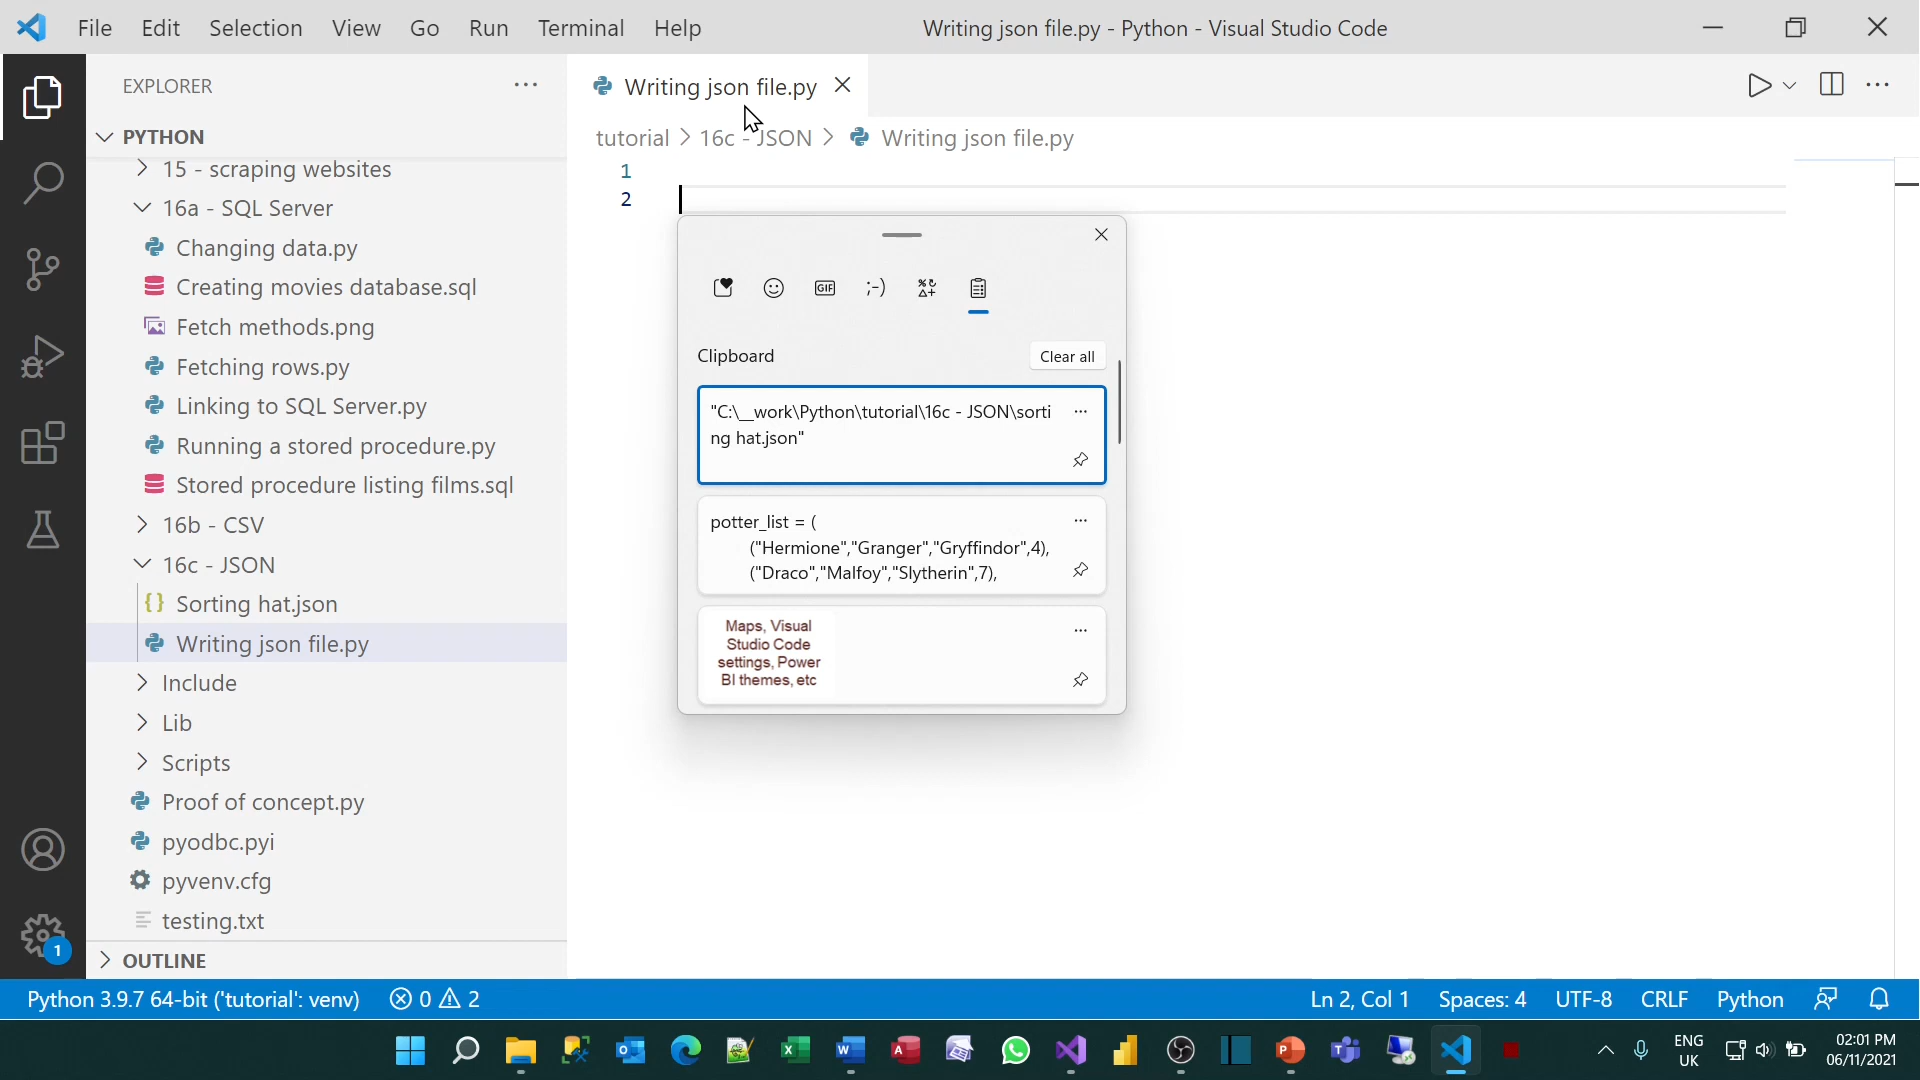 File Edit Selection View Go Run Terminal Help
Writing json file.py - Python - Visual Studio Code
EXPLORER
Writing json file.py
PYTHON
tutorial > 16c - JSON > Writing json file.py
15 - scraping websites
16a - SQL Server
Changing data.py
Creating movies database.sql
Fetch methods.png
Fetching rows.py
Linking to SQL Server.py
Running a stored procedure.py
Stored procedure listing films.sql
16b - CSV
16c - JSON
Sorting hat.json
Writing json file.py
Include
Lib
Scripts
Proof of concept.py
pyodbc.pyi
pyvenv.cfg
testing.txt
OUTLINE
1
2
GIF
;-)
Clipboard
Clear all
"C:\__work\Python\tutorial\16c - JSON\sorti
ng hat.json"
potter_list = (
("Hermione","Granger","Gryffindor",4),
("Draco","Malfoy","Slytherin",7),
Maps, Visual
Studio Code
settings, Power
BI themes, etc
1
Python 3.9.7 64-bit ('tutorial': venv) 0 2
Ln 2, Col 1 Spaces: 4 UTF-8 CRLF Python
ENG
UK
02:01 PM
06/11/2021